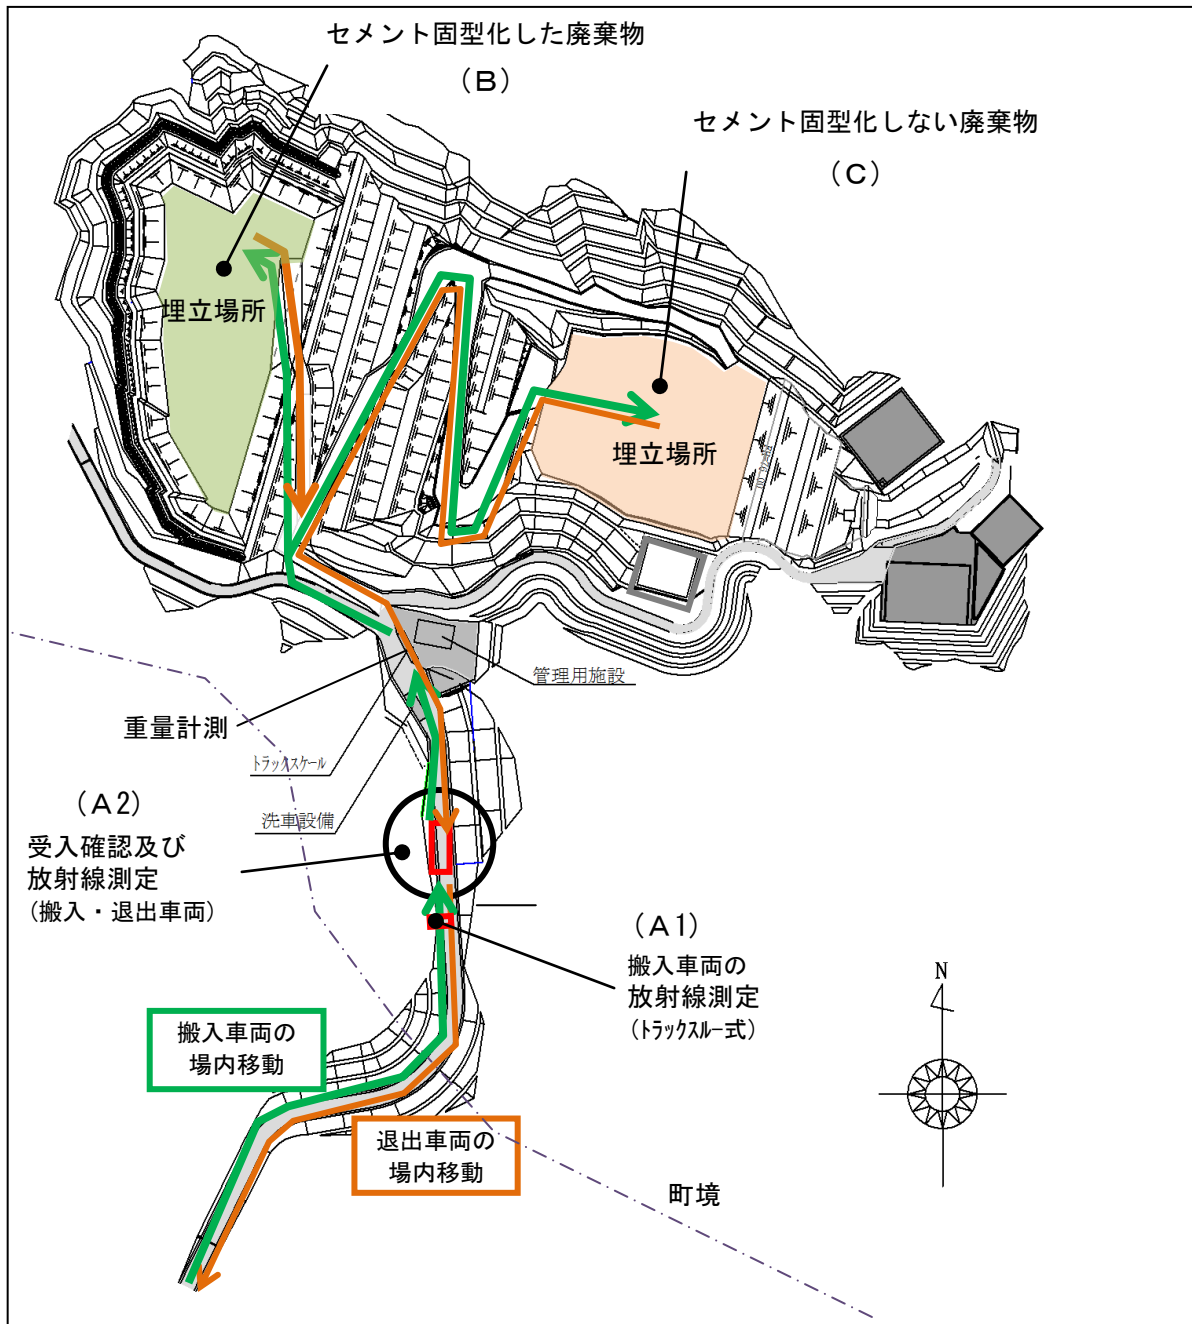 セメント固型化した廃棄物
（B）
セメント固型化しない廃棄物
（C）
埋立場所
埋立場所
管理用施設
重量計測
トラックスケール
洗車設備
（A2）
受入確認及び
放射線測定
（搬入・退出車両）
（A1）
搬入車両の
放射線測定
（トラックスルー式）
N
搬入車両の
場内移動
退出車両の
場内移動
町境